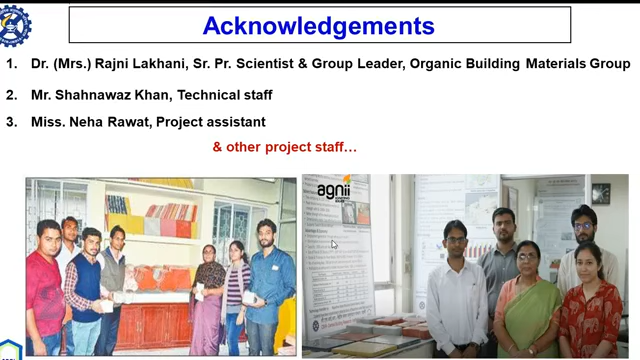 Acknowledgements
1. Dr. (Mrs.) Rajni Lakhani, Sr. Pr. Scientist & Group Leader, Organic Building Materials Group
2. Mr. Shahnawaz Khan, Technical staff
3. Miss. Neha Rawat, Project assistant
& other project staff…
agnii